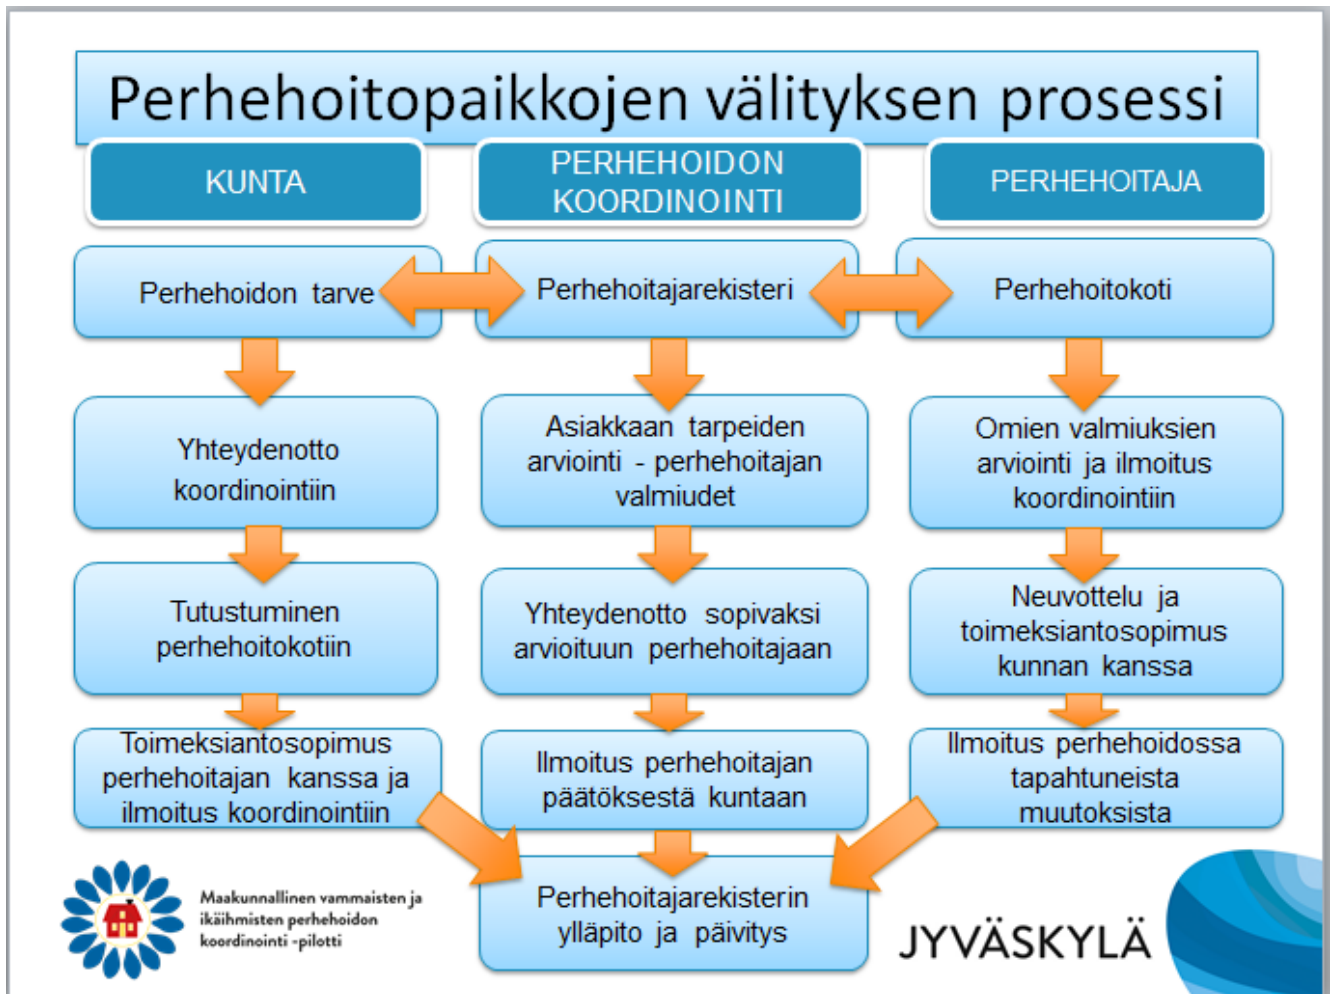 Perhehoitopaikkojen välityksen prosessi
KUNTA
PERHEHOIDON
KOORDINOINTI
PERHEHOITAJA
Perhehoidon tarve
Perhehoitajarekisteri
Perhehoitokoti
Yhteydenotto
koordinointiin
Asiakkaan tarpeiden
arviointi - perhehoitajan
valmiudet
Omien valmiuksien
arviointi ja ilmoitus
koordinointiin
Tutustuminen
perhehoitokotiin
Yhteydenotto sopivaksi
arvioituun perhehoitajaan
Neuvottelu ja
toimeksiantosopimus
kunnan kanssa
Toimeksiantosopimus
perhehoitajan kanssa ja
ilmoitus koordinointiin
Ilmoitus perhehoitajan
päätöksestä kuntaan
Ilmoitus perhehoidossa
tapahtuneista
muutoksista
Perhehoitajarekisterin
ylläpito ja päivitys
Maakunnallinen vammaisten ja
ikäihmisten perhehoidon
koordinointi -pilotti
JYVÄSKYLÄ